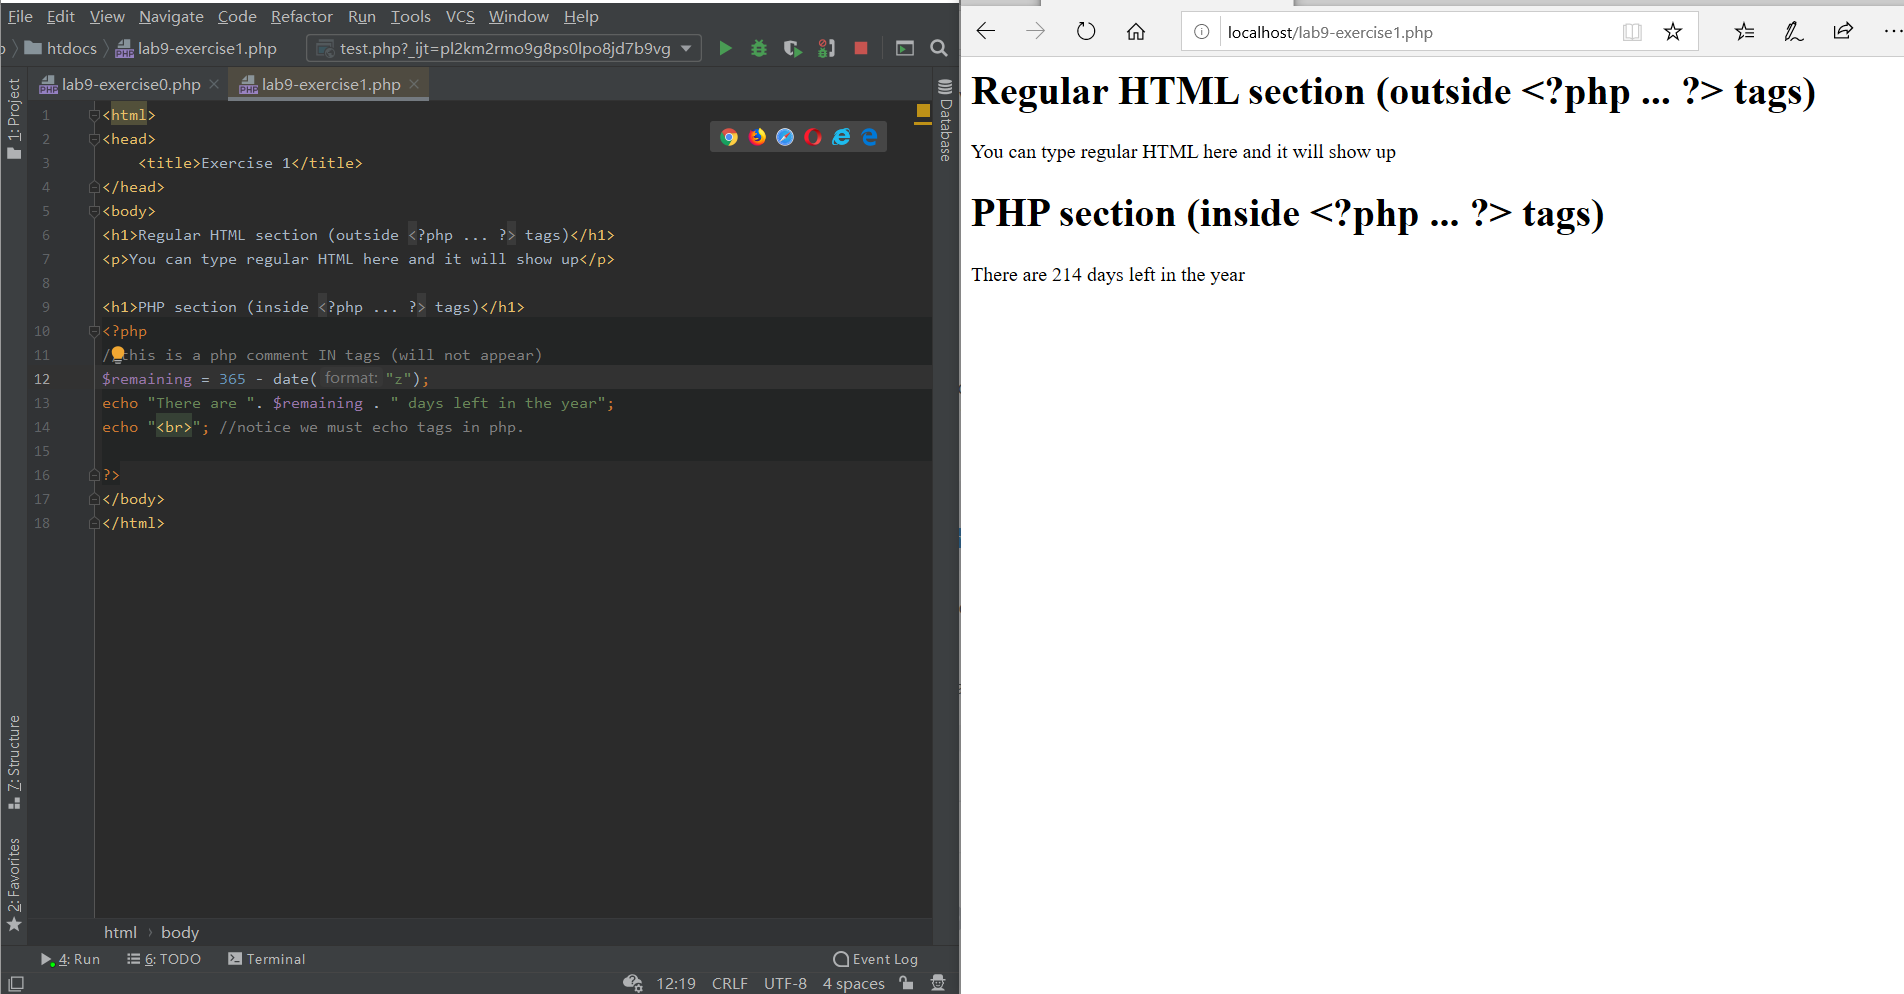 File Edit View Navigate Code Refactor Run Tools VCS Window Help
htdocs lab9-exercise1.php test.php?_ijt=pl2km2rmo9g8ps0lpo8jd7b9vg
lab9-exercise0.php lab9-exercise1.php
1: Project
Database
7: Structure
2: Favorites
1 <html>
2 <head>
3 <title>Exercise 1</title>
4 </head>
5 <body>
6 <h1>Regular HTML section (outside <?php ... ?> tags)</h1>
7 <p>You can type regular HTML here and it will show up</p>
8
9 <h1>PHP section (inside <?php ... ?> tags)</h1>
10 <?php
11 / this is a php comment IN tags (will not appear)
12 $remaining = 365 - date( format: "z");
13 echo "There are ". $remaining . " days left in the year";
14 echo "<br>"; //notice we must echo tags in php.
15
16 ?>
17 </body>
18 </html>
html › body
4: Run 6: TODO Terminal Event Log
12:19 CRLF UTF-8 4 spaces
localhost/lab9-exercise1.php
Regular HTML section (outside <?php ... ?> tags)
You can type regular HTML here and it will show up
PHP section (inside <?php ... ?> tags)
There are 214 days left in the year